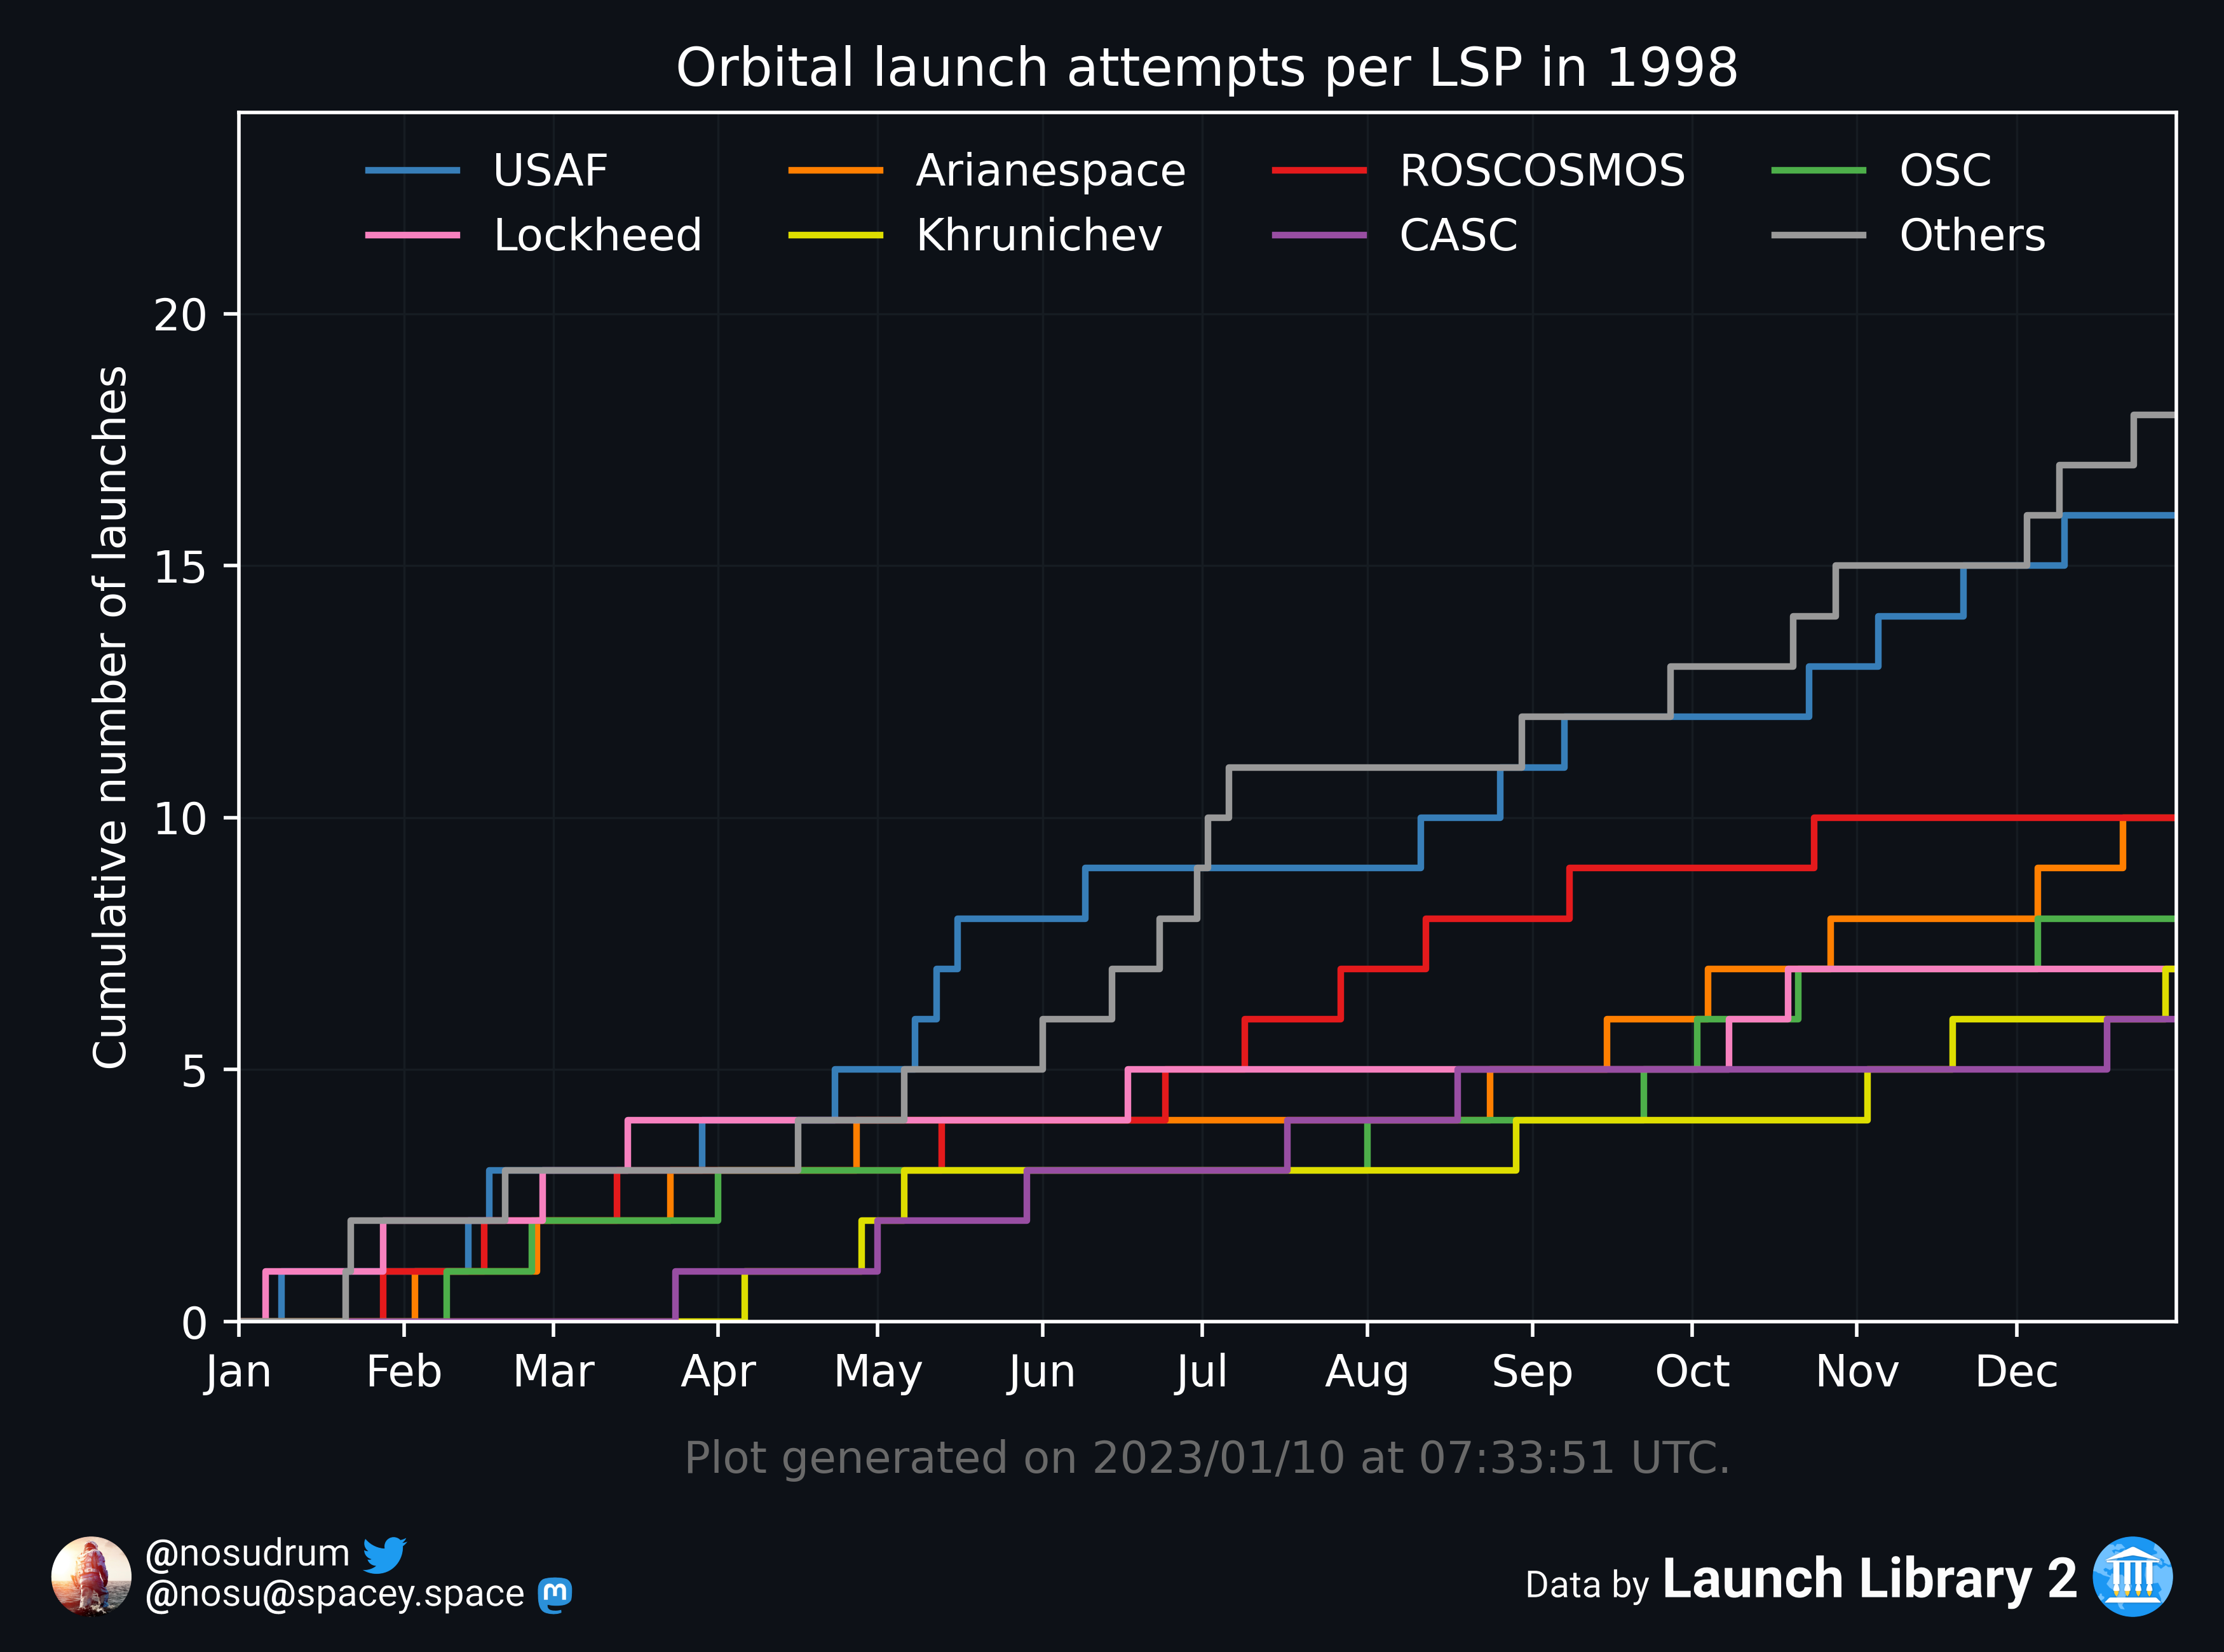 Orbital launch attempts per LSP in 1998
USAF Arianespace ROSCOSMOS OSC
Lockheed Khrunichev CASC Others
Cumulative number of launches
20
15
10
5
0
Jan Feb Mar Apr May Jun Jul Aug Sep Oct Nov Dec
Plot generated on 2023/01/10 at 07:33:51 UTC.
@nosudrum
@nosu@spacey.space
Data by Launch Library 2